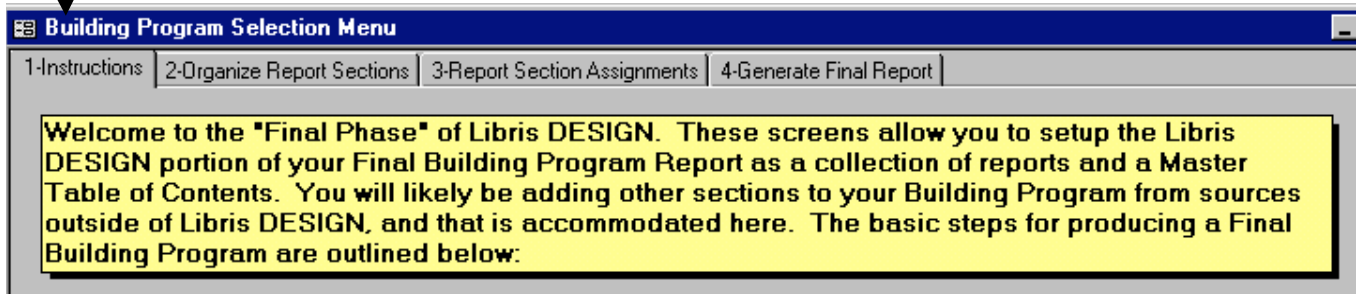 Building Program Selection Menu
1-Instructions 2-Organize Report Sections 3-Report Section Assignments 4-Generate Final Report
Welcome to the "Final Phase" of Libris DESIGN.  These screens allow you to setup the Libris
DESIGN portion of your Final Building Program Report as a collection of reports and a Master
Table of Contents.  You will likely be adding other sections to your Building Program from sources
outside of Libris DESIGN, and that is accommodated here.  The basic steps for producing a Final
Building Program are outlined below: